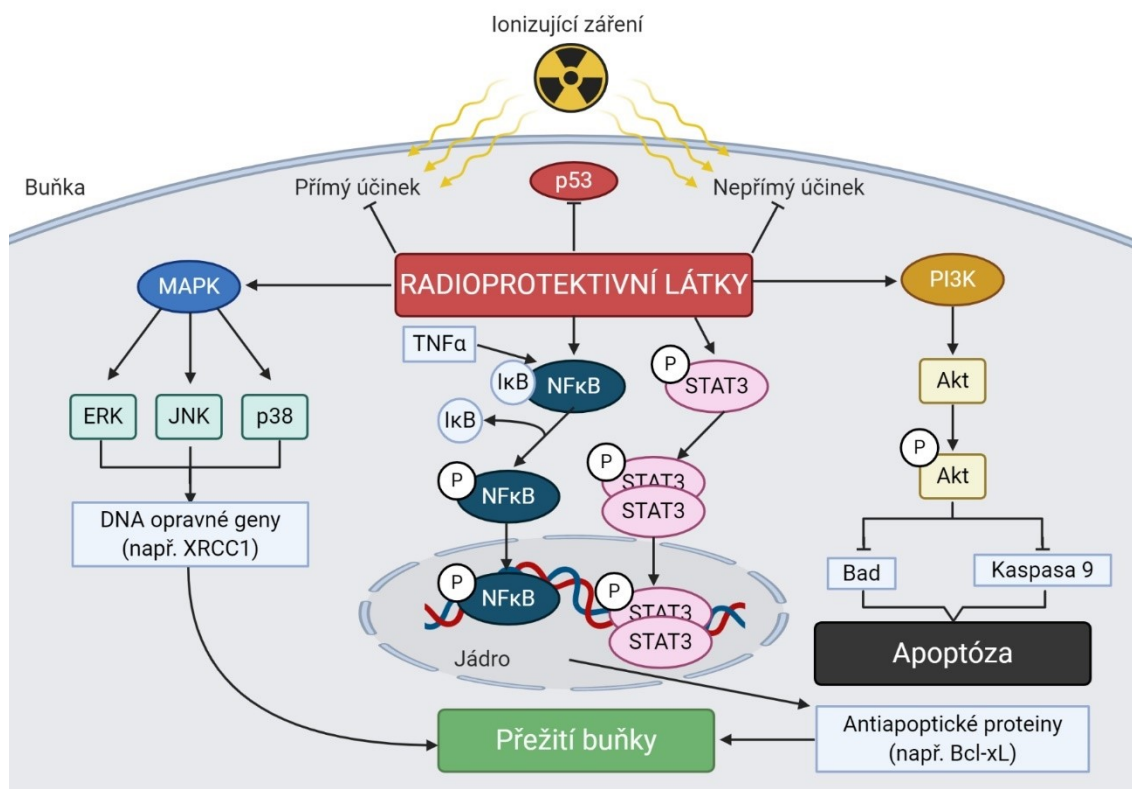 Ionizující záření
Buňka
Přímý účinek
p53
Nepřímý účinek
RADIOPROTEKTIVNÍ LÁTKY
MAPK
PI3K
TNFα
IκB
NFκB
P
STAT3
Akt
ERK
JNK
p38
IκB
P
NFκB
P
STAT3
STAT3
P
Akt
DNA opravné geny
(např. XRCC1)
Bad
Kaspasa 9
P
NFκB
P
STAT3
STAT3
Jádro
Apoptóza
Přežití buňky
Antiapoptické proteiny
(např. Bcl-xL)